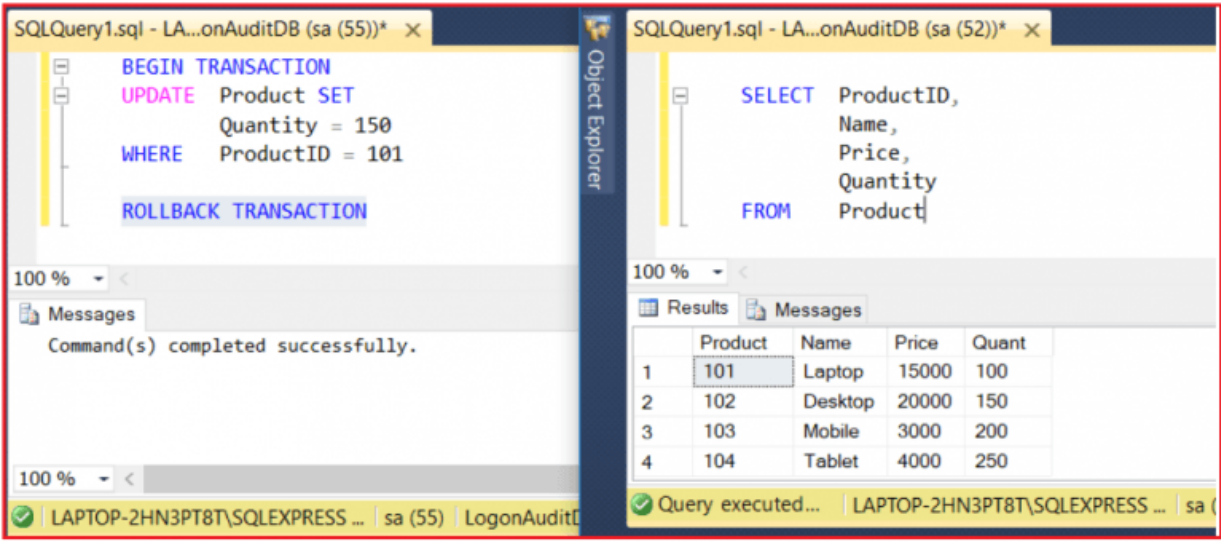 SQLQuery1.sql - LA...onAuditDB (sa (55))* ×
BEGIN TRANSACTION
UPDATE Product SET
Quantity = 150
WHERE ProductID = 101
ROLLBACK TRANSACTION
100 %
Messages
Command(s) completed successfully.
100 %
LAPTOP-2HN3PT8T\SQLEXPRESS ... sa (55) LogonAuditD
Object Explorer
SQLQuery1.sql - LA...onAuditDB (sa (52))* ×
SELECT ProductID,
Name,
Price,
Quantity
FROM Product
100 %
Results Messages
Product Name Price Quant
1 101 Laptop 15000 100
2 102 Desktop 20000 150
3 103 Mobile 3000 200
4 104 Tablet 4000 250
Query executed... LAPTOP-2HN3PT8T\SQLEXPRESS ... sa (